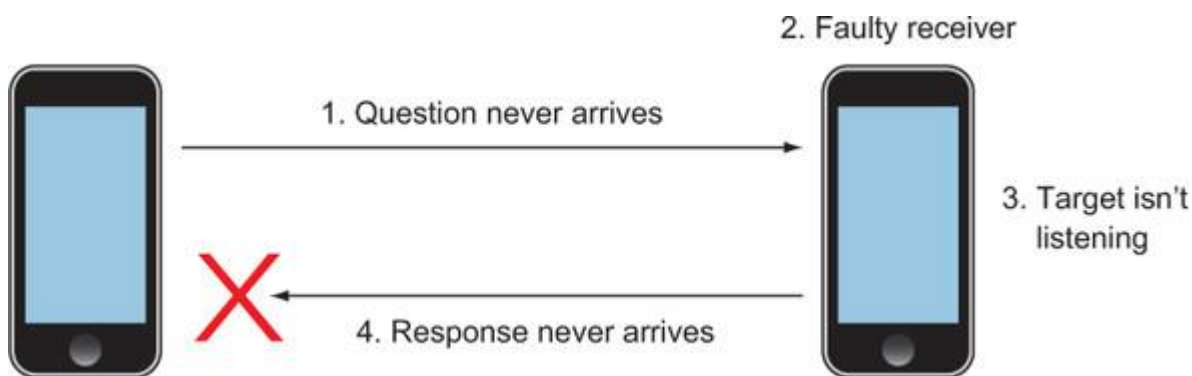 2. Faulty receiver
1. Question never arrives
3. Target isn't
listening
4. Response never arrives